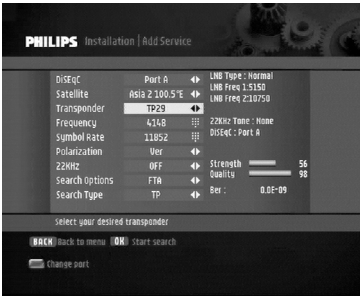 PHILIPS Installation | Add Service
DiSEqC Port A
Satellite Asia 2 100.5°E
Transponder TP29
Frequency 4148
Symbol Rate 11852
Polarization Ver
22KHz OFF
Search Options FTA
Search Type TP
LNB Type : Normal
LNB Freq 1:5150
LNB Freq 2:10750
22KHz Tone : None
DiSEqC : Port A
Strength 56
Quality 98
Ber : 0.0E-09
Select your desired transponder
BACK Back to menu OK Start search
Change port